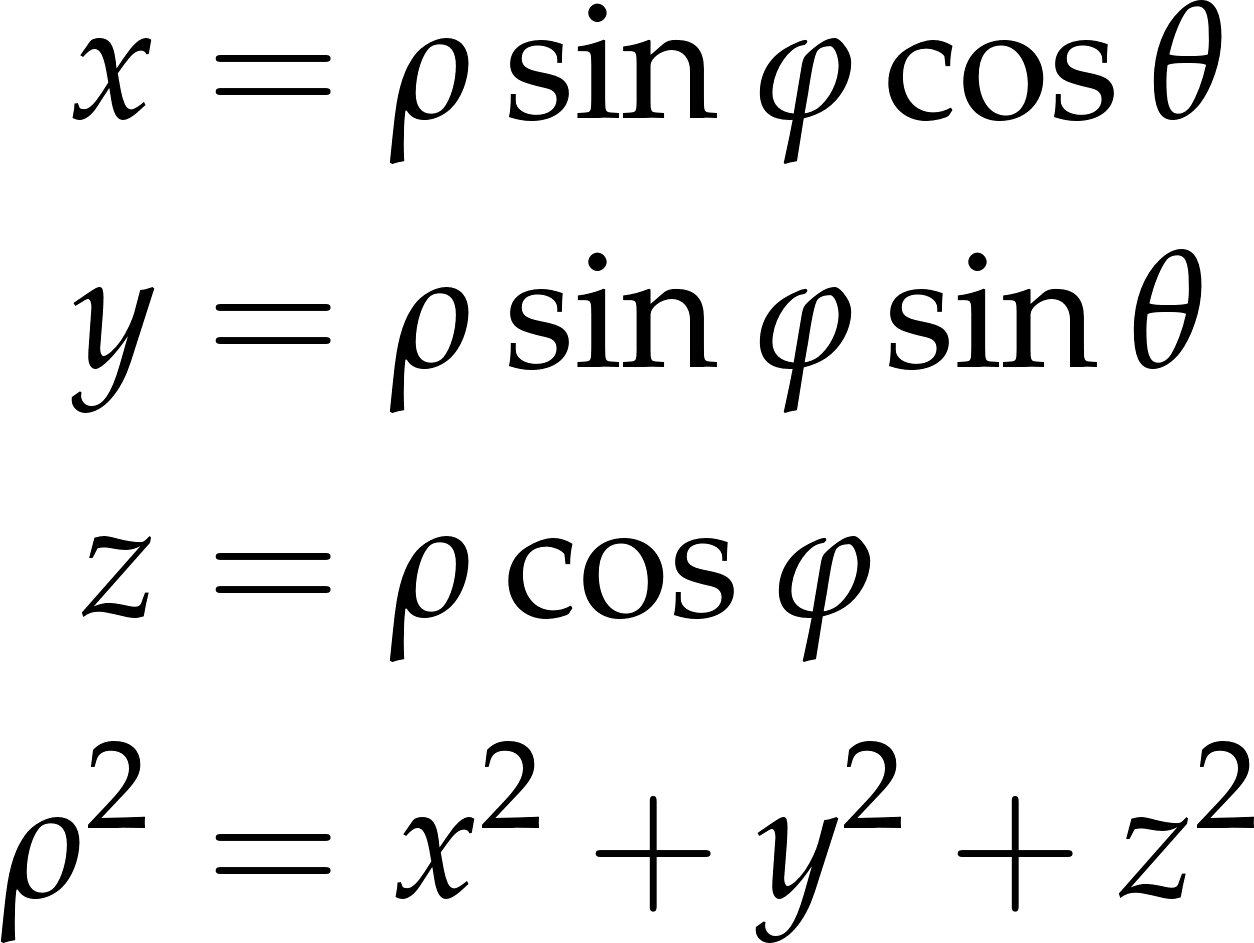 x = ρ sin φ cos θ
y = ρ sin φ sin θ
z = ρ cos φ
ρ² = x² + y² + z²